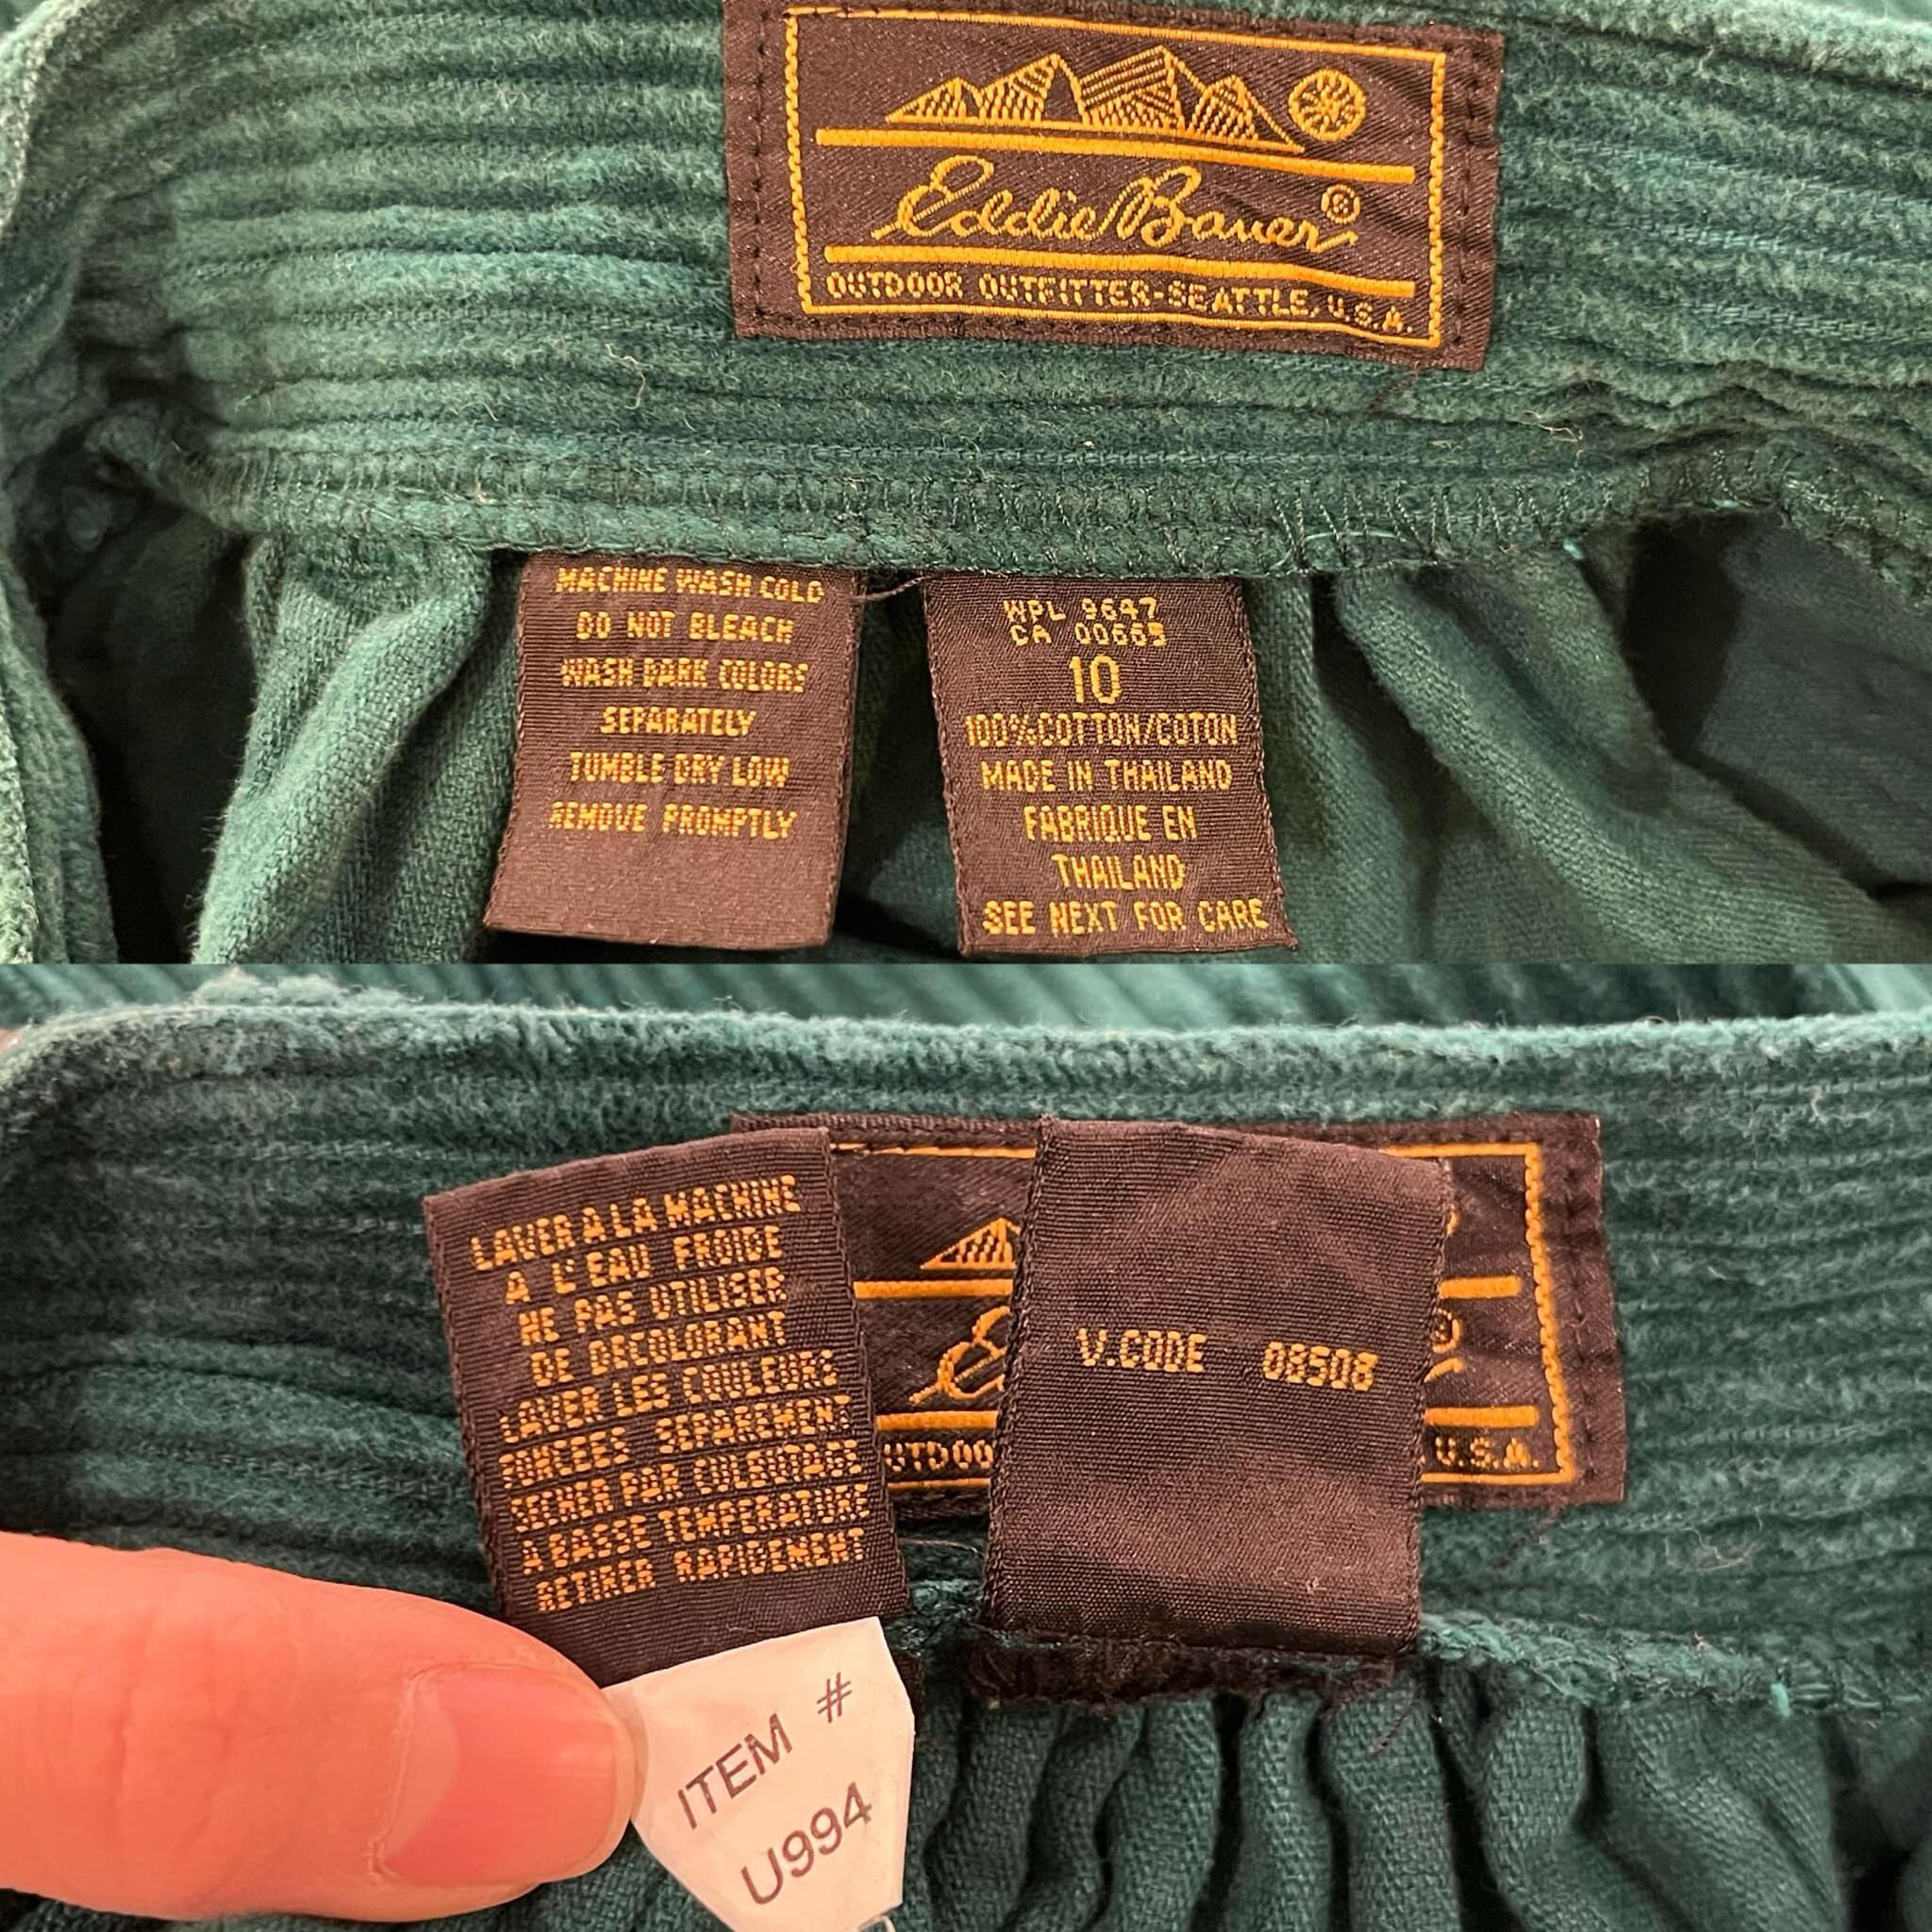 Eddie Bauer®
OUTDOOR OUTFITTER-SEATTLE, U.S.A.
MACHINE WASH COLD
DO NOT BLEACH
WASH DARK COLORS
SEPARATELY
TUMBLE DRY LOW
REMOVE PROMPTLY
WPL 9647
CA 00669
10
100%COTTON/COTON
MADE IN THAILAND
FABRIQUE EN
THAILAND
SEE NEXT FOR CARE
LAVER A LA MACHINE
A L'EAU FROIDE
NE PAS UTILISER
DE DECOLORANT
LAVER LES COULEURS
FONCEES SEPAREMENT
SECHER PAR CULBUTAGE
A BASSE TEMPERATURE
RETIRER RAPIDEMENT
UTDOO
U.S.A.
®
V.CODE 08508
ITEM #
U994